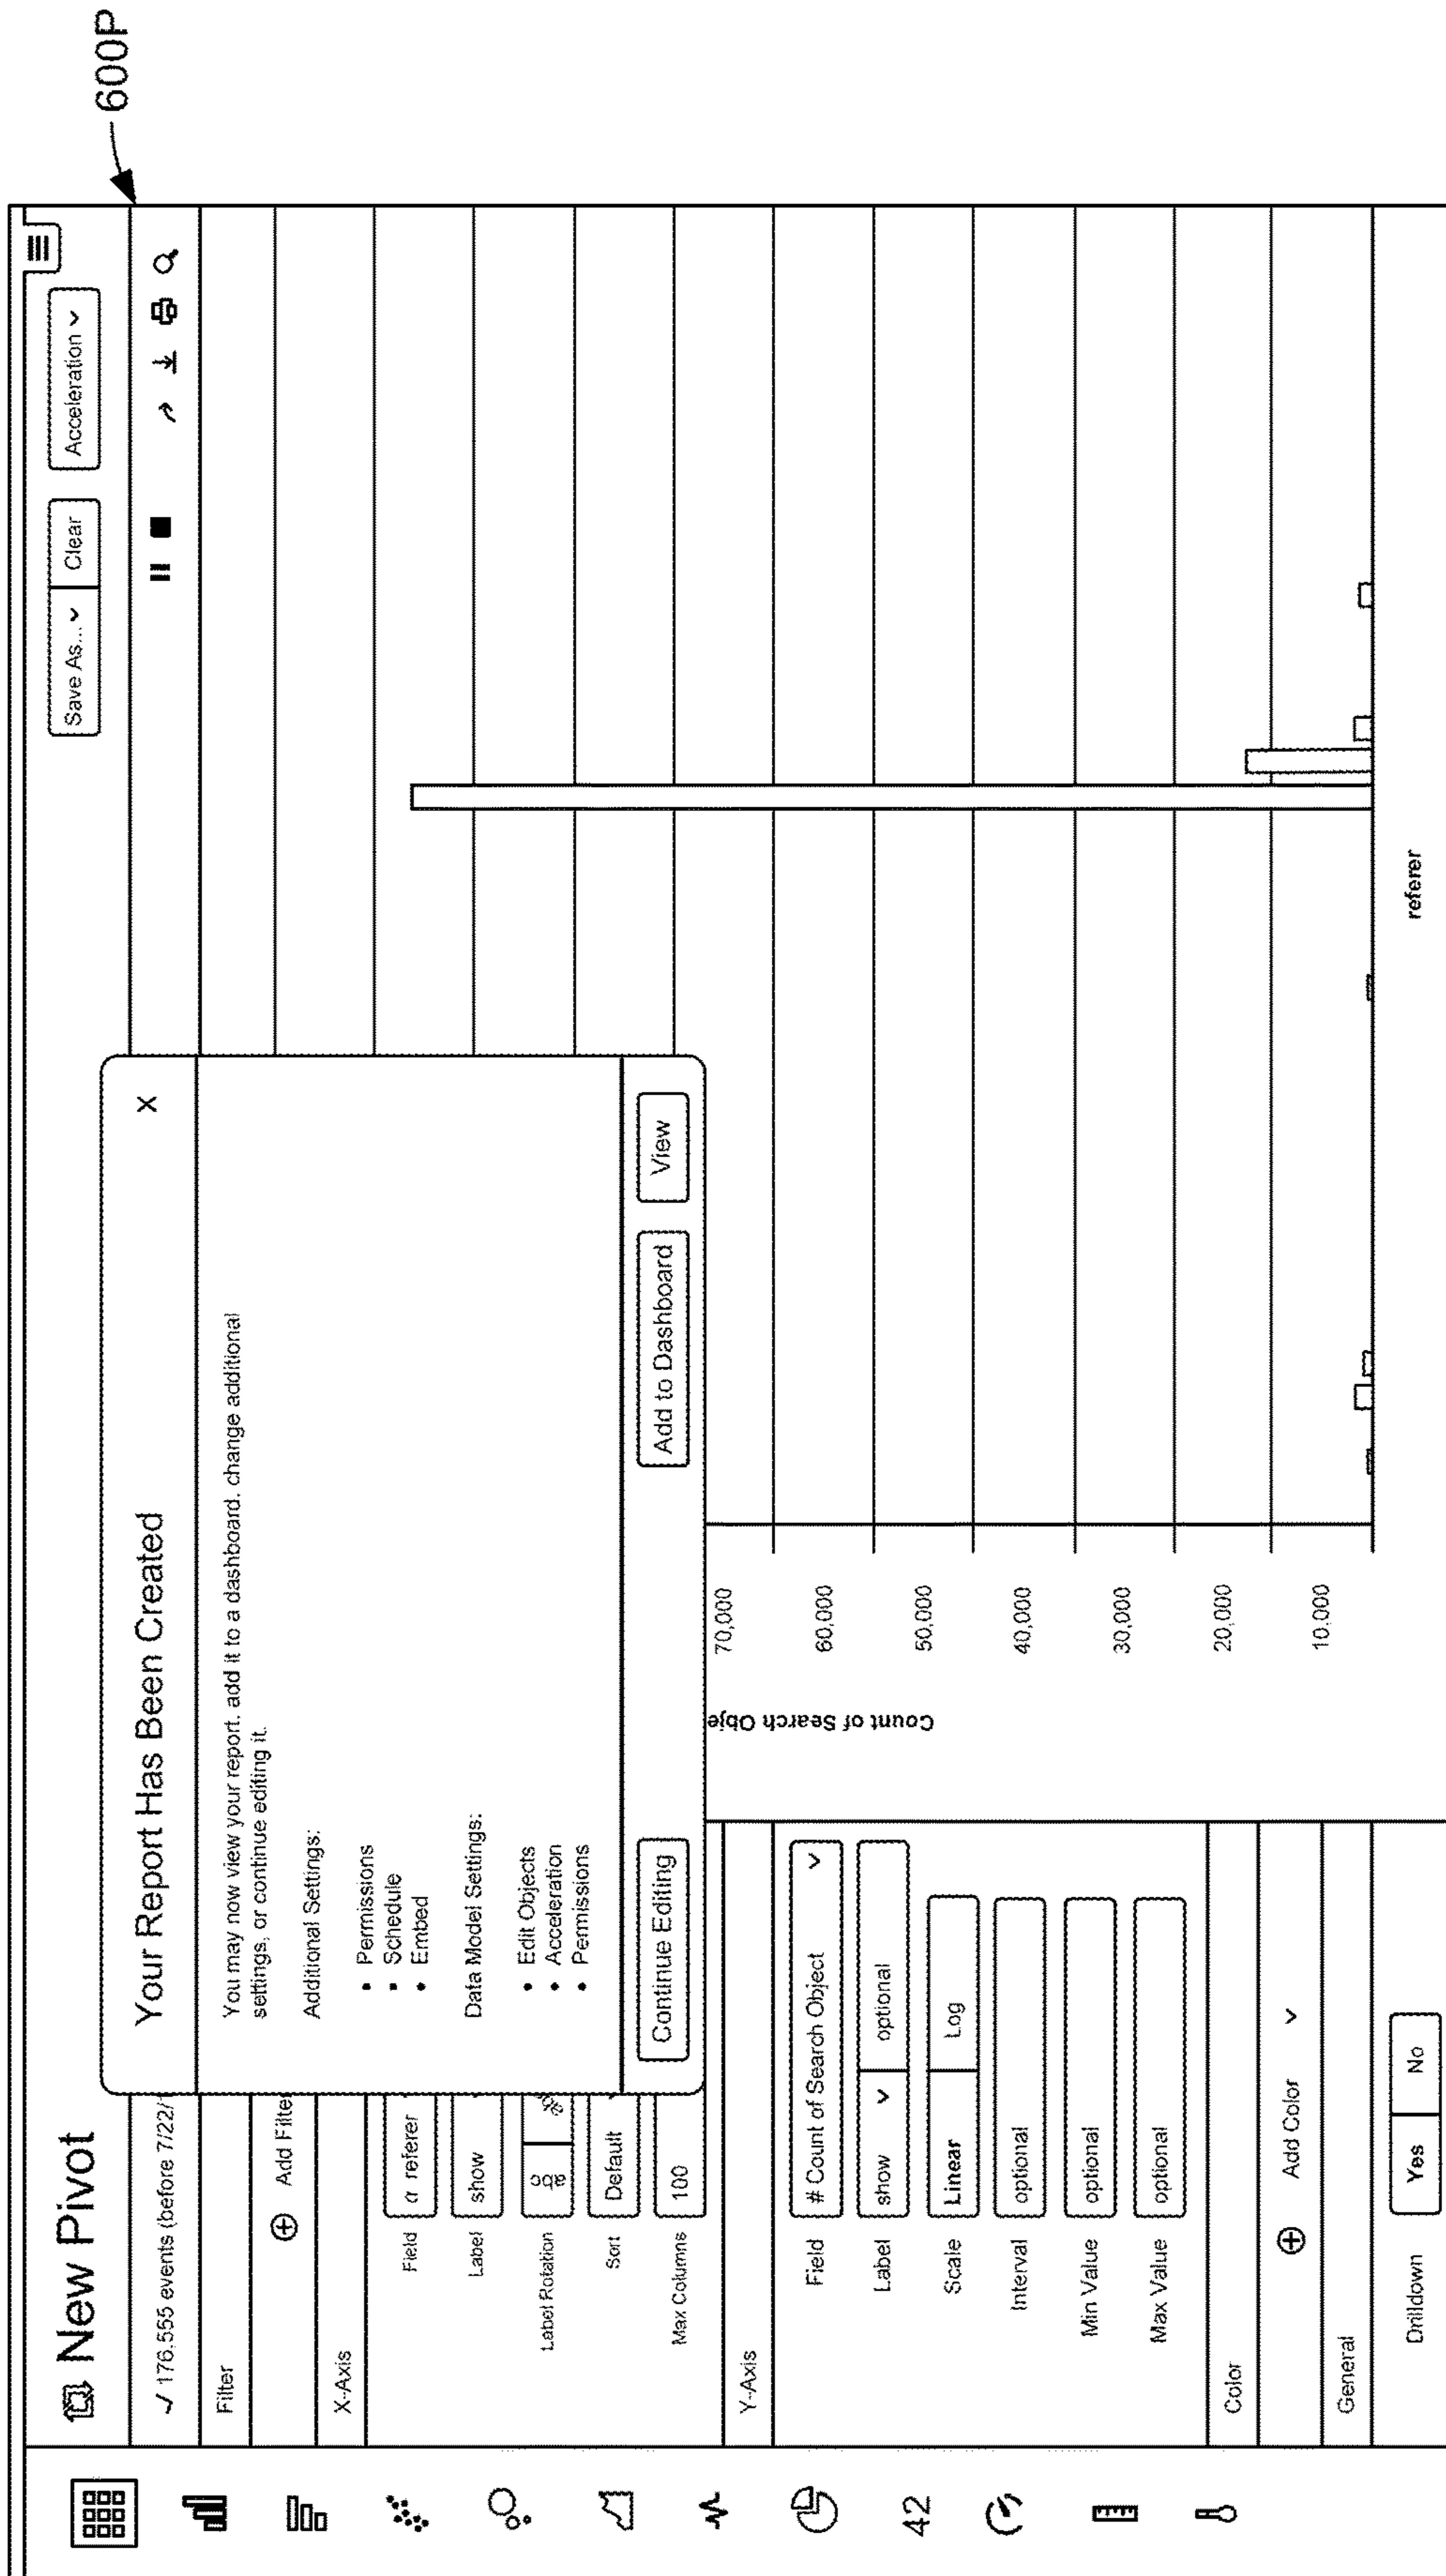 600P
New Pivot
Save As... Clear Acceleration
176,555 events (before 7/22/
Filter
Add Filter
X-Axis
Field α referer
Label show
Label Rotation
Sort Default
Max Columns 100
Y-Axis
Field # Count of Search Object
Label show optional
Scale Linear Log
Interval optional
Min Value optional
Max Value optional
Color
Add Color
General
Drilldown Yes No
42
Your Report Has Been Created X
You may now view your report, add it to a dashboard, change additional
settings, or continue editing it.
Additional Settings:
• Permissions
• Schedule
• Embed
Data Model Settings:
• Edit Objects
• Acceleration
• Permissions
Continue Editing Add to Dashboard View
Count of Search Obje
70,000
60,000
50,000
40,000
30,000
20,000
10,000
referer